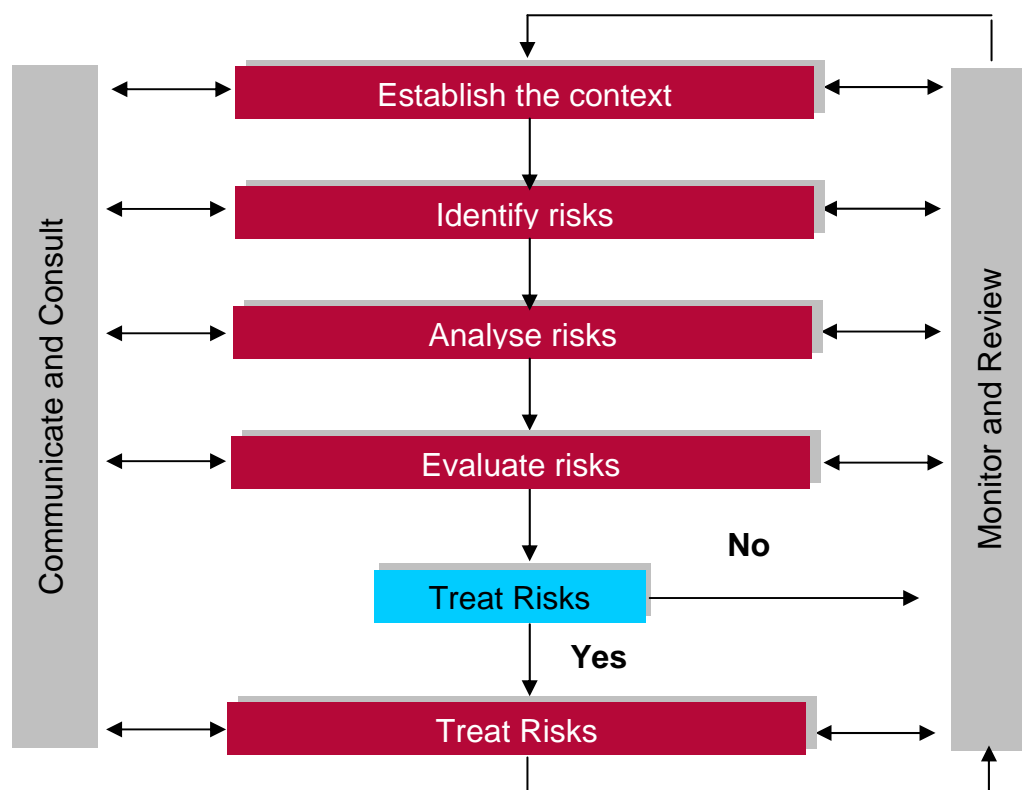 Establish the context
Identify risks
Analyse risks
Evaluate risks
No
Treat Risks
Yes
Treat Risks
Communicate and Consult
Monitor and Review